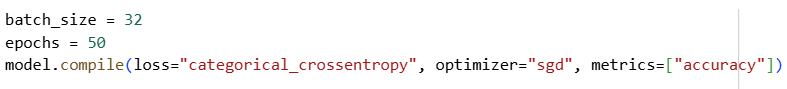 batch_size = 32
epochs = 50
model.compile(loss="categorical_crossentropy", optimizer="sgd", metrics=["accuracy"])